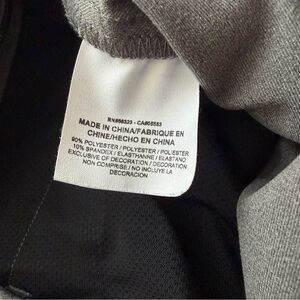 RN#56323 - CA#05553
MADE IN CHINA/FABRIQUE EN
CHINE/HECHO EN CHINA
90% POLYESTER / POLYESTER / POLIESTER
10% SPANDEX / ELASTHANNE / ELASTANO
EXCLUSIVE OF DECORATION / DECORATION
NON COMPRISE / NO INCLUYE LA
DECORACION